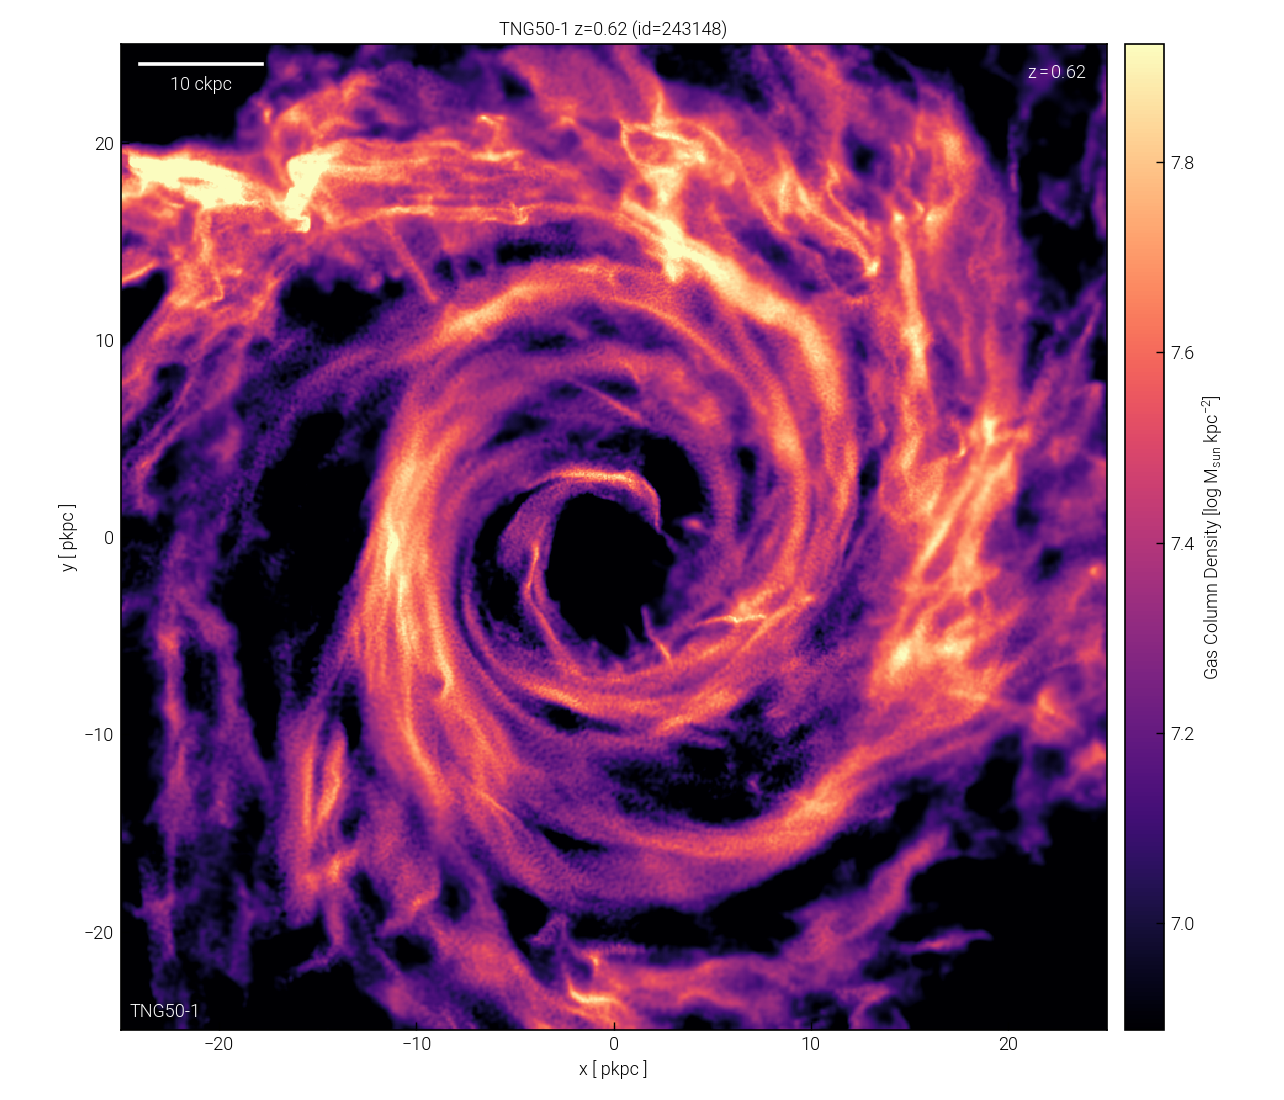 TNG50-1 z=0.62 (id=243148)
10 ckpc
z=0.62
20
10
0
−10
−20
y [ pkpc ]
TNG50-1
−20
−10
0
10
20
x [ pkpc ]
7.8
7.6
7.4
7.2
7.0
Gas Column Density [log M_sun kpc^−2]